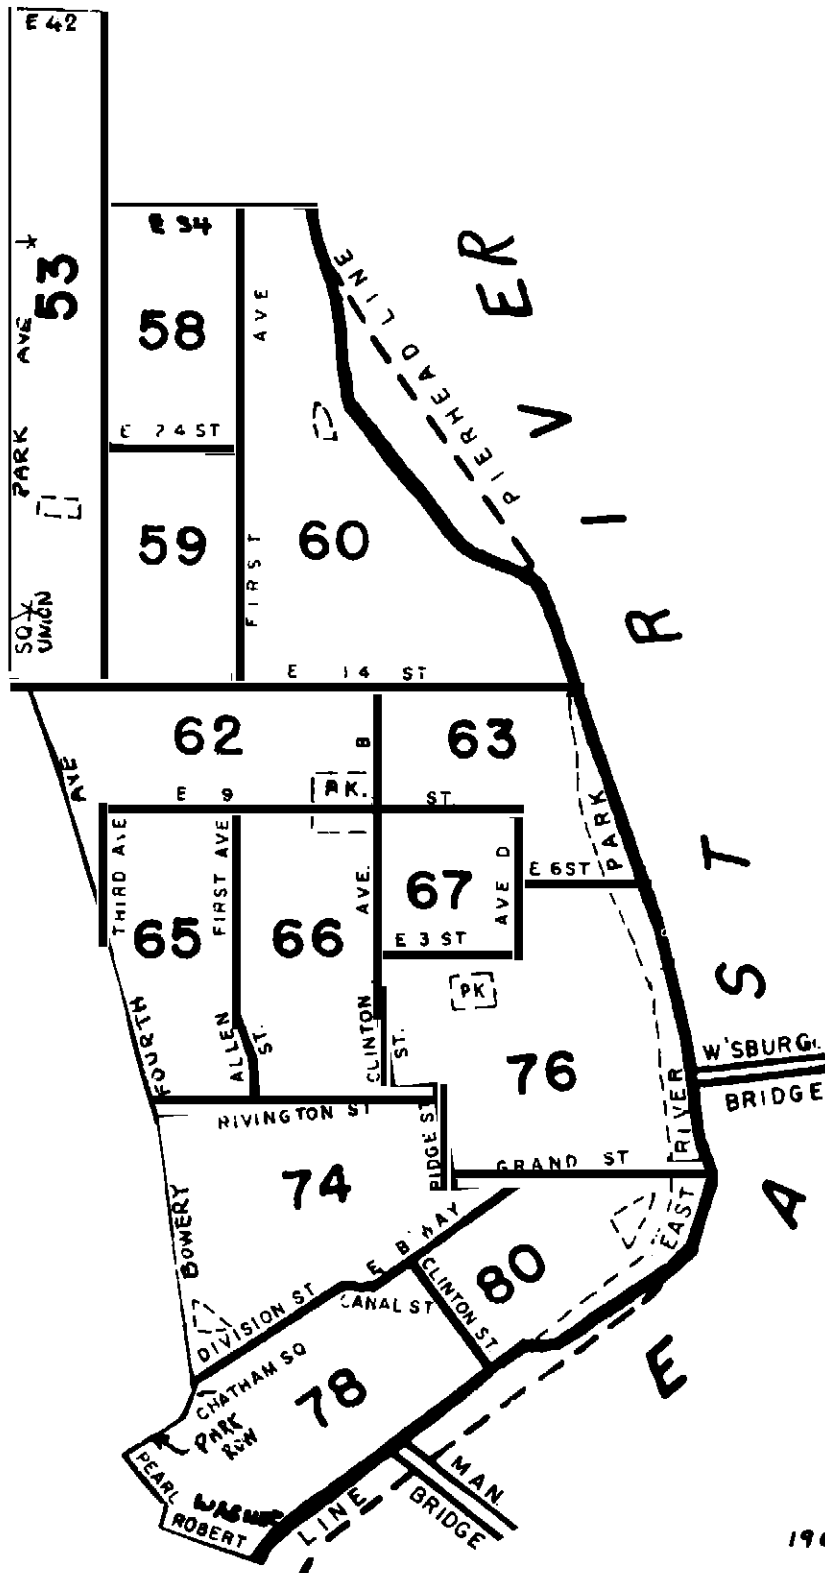 E 42
E 34
PARK AVE
53
58
AVE
PIERHEAD LINE
E 24 ST
59
60
FIRST
SQ
UNION
E 14 ST
62
B
63
AVE
PK.
E 9 ST.
PARK
THIRD AVE
FIRST AVE
AVE.
67
AVE D
E 6 ST
65
66
E 3 ST
PK
FOURTH
ALLEN ST.
CLINTON ST.
76
W'SBURG.
BRIDGE
RIVINGTON ST
RIDGE ST
GRAND ST
RIVER
EAST
74
BOWERY
E B'WAY
DIVISION ST
CANAL ST
CLINTON ST.
80
CHATHAM SQ
78
PARK
ROW
PEARL
ROBERT
WAGNER
LINE
MAN.
BRIDGE
EAST RIVER